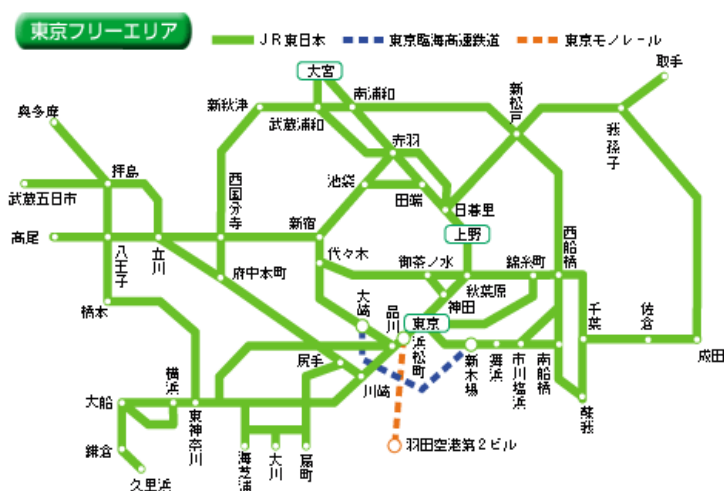 東京フリーエリア
JR東日本
東京臨海高速鉄道
東京モノレール
大宮
取手
南浦和
新秋津
武蔵浦和
新松戸
我孫子
奥多摩
赤羽
拝島
池袋
田端
武蔵五日市
西国分寺
日暮里
新宿
上野
西船橋
高尾
八王子
立川
代々木
御茶ノ水
錦糸町
府中本町
秋葉原
神田
千葉
佐倉
橋本
大崎
品川
東京
浜松町
新木場
舞浜
市川塩浜
南船橋
成田
尻手
川崎
横浜
大船
東神奈川
蘇我
鎌倉
海芝浦
大川
扇町
羽田空港第2ビル
久里浜